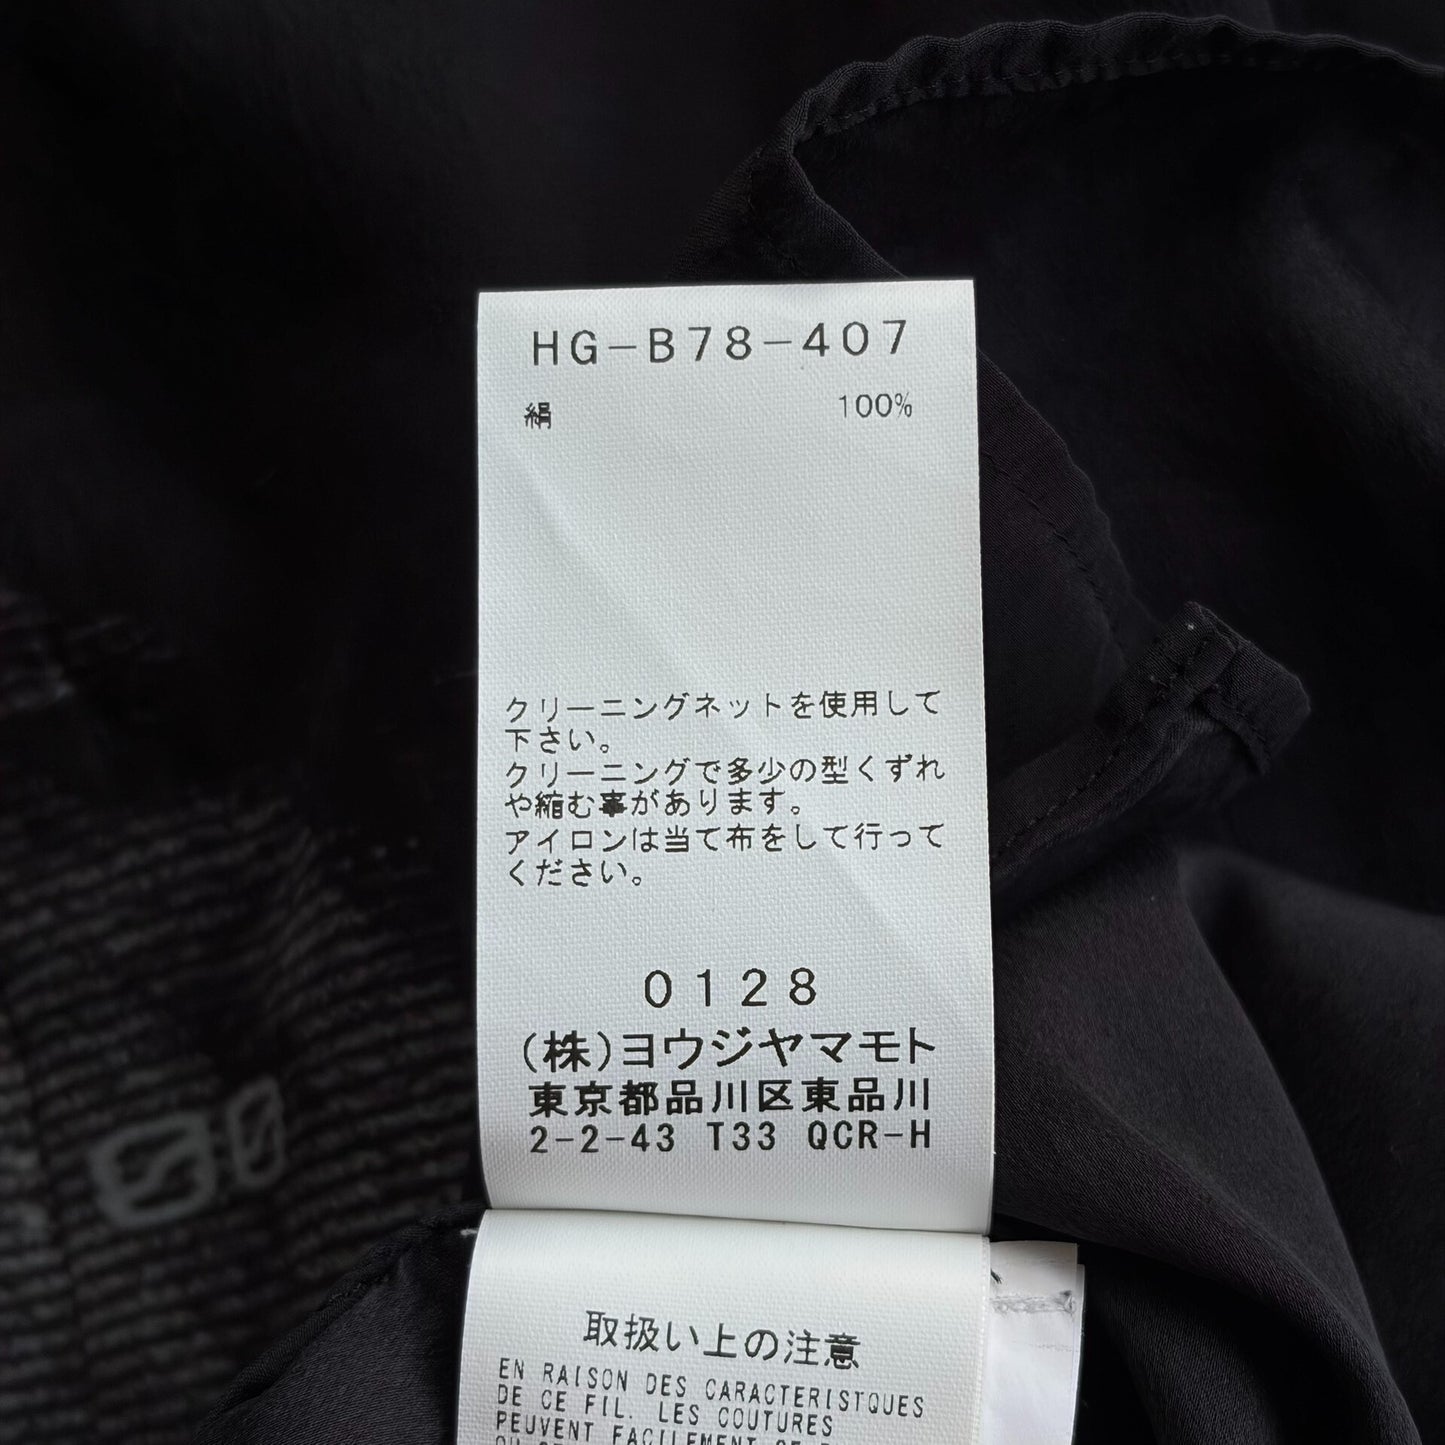 HG-B78-407
絹 100%
クリーニングネットを使用して
下さい。
クリーニングで多少の型くずれ
や縮む事があります。
アイロンは当て布をして行って
ください。
0128
(株)ヨウジヤマモト
東京都品川区東品川
2-2-43 T33 QCR-H
取扱い上の注意
EN RAISON DES CARACTERISTQUES
DE CE FIL. LES COUTURES
PEUVENT FACILEMENT